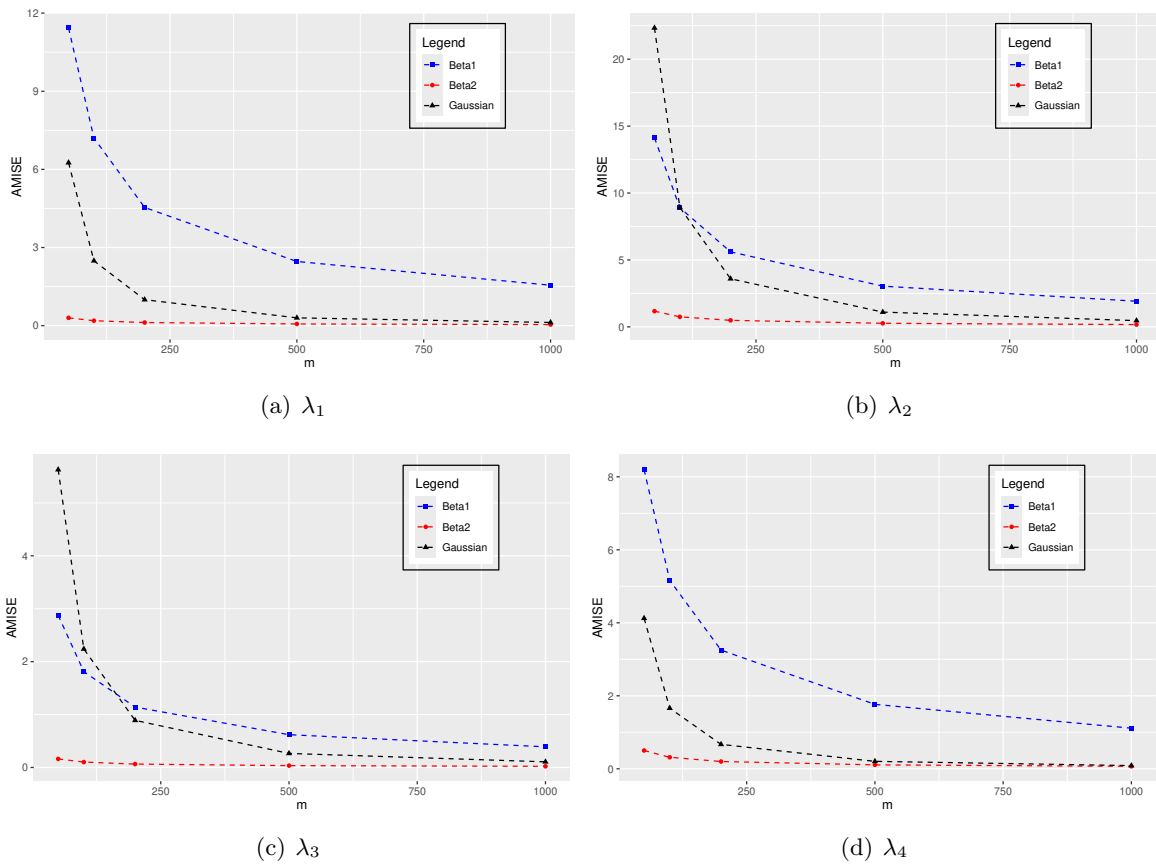 12
9
6
3
0
AMISE
250
500
750
1000
m
Legend
Beta1
Beta2
Gaussian
(a) λ1
20
15
10
5
0
AMISE
250
500
750
1000
m
Legend
Beta1
Beta2
Gaussian
(b) λ2
4
2
0
AMISE
250
500
750
1000
m
Legend
Beta1
Beta2
Gaussian
(c) λ3
8
6
4
2
0
AMISE
250
500
750
1000
m
Legend
Beta1
Beta2
Gaussian
(d) λ4